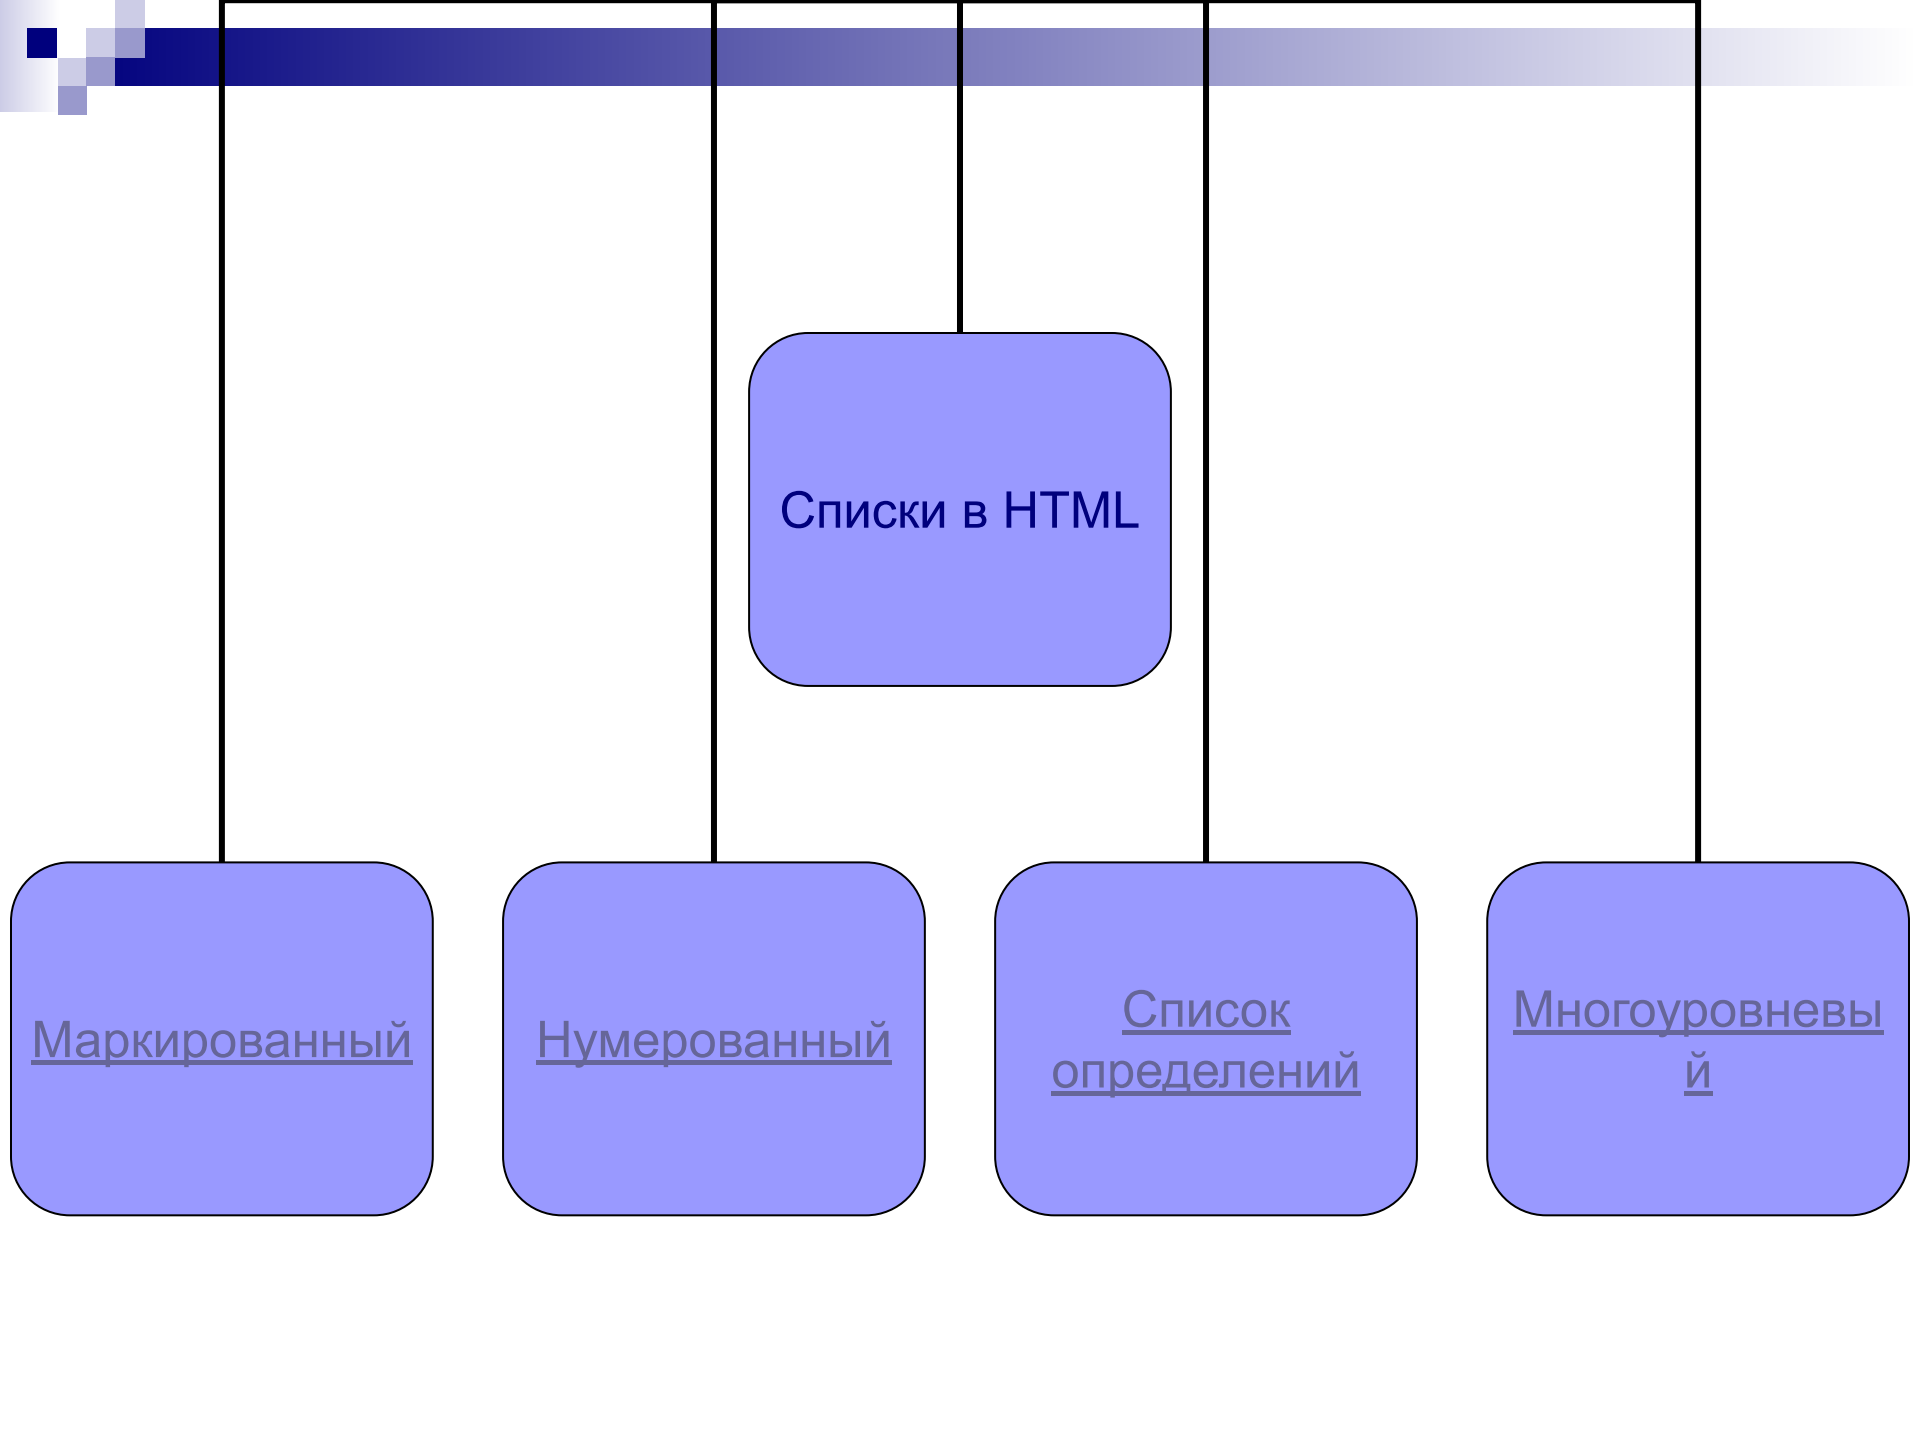 Списки в HTML
Маркированный
Нумерованный
Список
определений
Многоуровневы
й